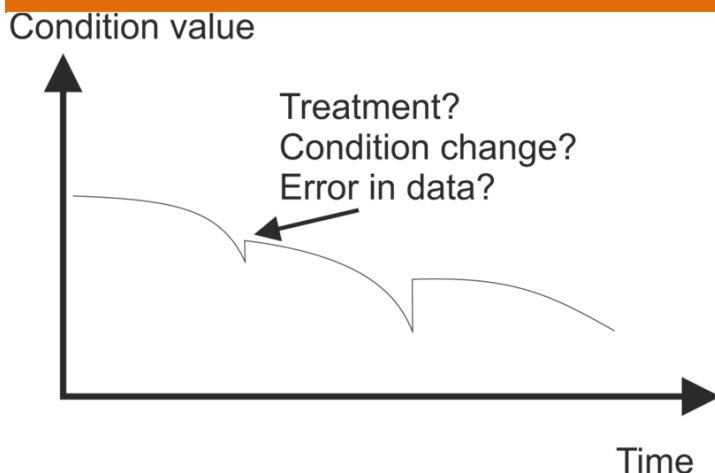 Condition value
Treatment?
Condition change?
Error in data?
Time